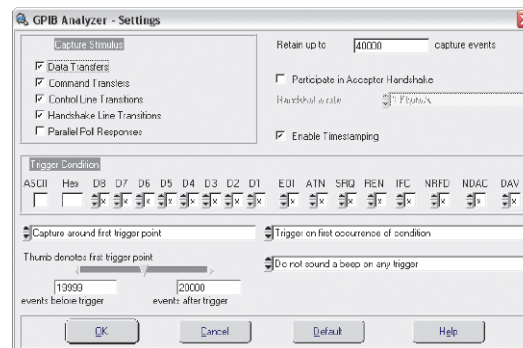 GPIB Analyzer - Settings
Capture Stimulus
Data Transfers
Command Transfers
Control Line Transitions
Handshake Line Transitions
Parallel Poll Responses
Retain up to 40000 capture events
Participate in Acceptor Handshake
Handshake rate
Enable Timestamping
Trigger Condition
ASCII Hex D8 D7 D6 D5 D4 D3 D2 D1 EOI ATN SRQ REN IFC NRFD NDAC DAV
x x x x x x x x x x x x x x x x
Capture around first trigger point
Trigger on first occurrence of condition
Thumb denotes first trigger point
Do not sound a beep on any trigger
19999 20000
events before trigger events after trigger
OK Cancel Default Help